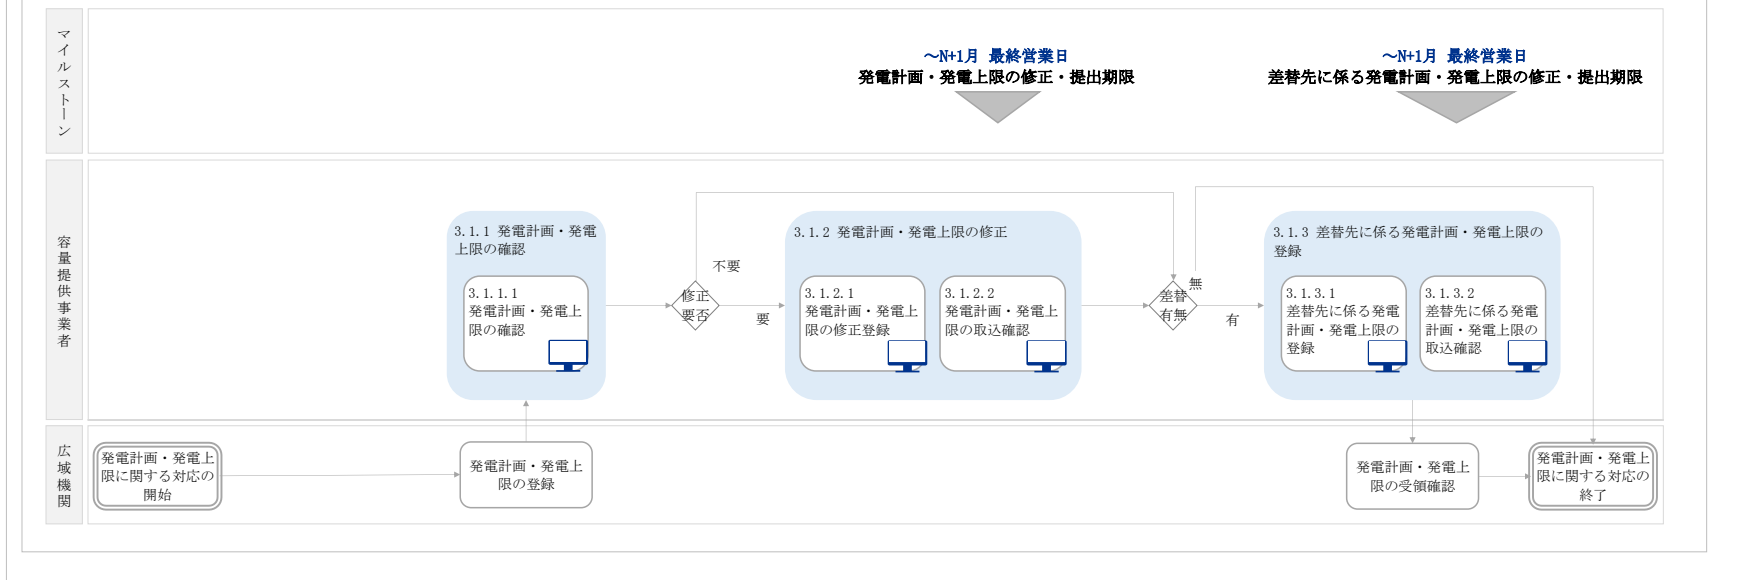 マイルストーン
～N+1月 最終営業日
発電計画・発電上限の修正・提出期限
～N+1月 最終営業日
差替先に係る発電計画・発電上限の修正・提出期限
容量提供事業者
3.1.1 発電計画・発電
上限の確認
3.1.1.1
発電計画・発電上
限の確認
修正
要否
不要
要
3.1.2 発電計画・発電上限の修正
3.1.2.1
発電計画・発電上
限の修正登録
3.1.2.2
発電計画・発電上
限の取込確認
差替
有無
無
有
3.1.3 差替先に係る発電計画・発電上限の
登録
3.1.3.1
差替先に係る発電
計画・発電上限の
登録
3.1.3.2
差替先に係る発電
計画・発電上限の
取込確認
広域機関
発電計画・発電上
限に関する対応の
開始
発電計画・発電上
限の登録
発電計画・発電上
限の受領確認
発電計画・発電上
限に関する対応の
終了